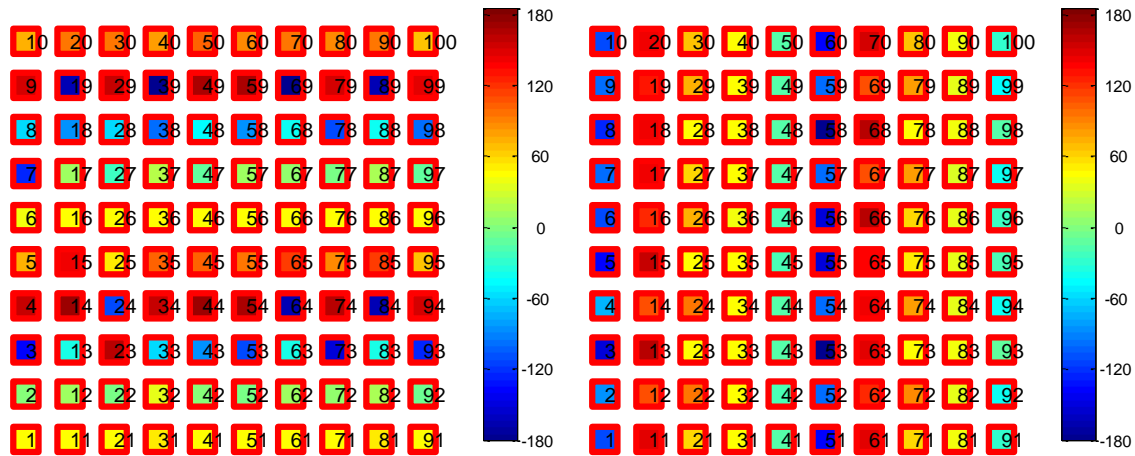 10 20 30 40 50 60 70 80 90 100 180 10 20 30 40 50 60 70 80 90 100 180
9 19 29 39 49 59 69 79 89 99 9 19 29 39 49 59 69 79 89 99
120 120
8 18 28 38 48 58 68 78 88 98 8 18 28 38 48 58 68 78 88 98
60 60
7 17 27 37 47 57 67 77 87 97 7 17 27 37 47 57 67 77 87 97
6 16 26 36 46 56 66 76 86 96 0 6 16 26 36 46 56 66 76 86 96 0
5 15 25 35 45 55 65 75 85 95 5 15 25 35 45 55 65 75 85 95
4 14 24 34 44 54 64 74 84 94 -60 4 14 24 34 44 54 64 74 84 94 -60
3 13 23 33 43 53 63 73 83 93 3 13 23 33 43 53 63 73 83 93
-120 -120
2 12 22 32 42 52 62 72 82 92 2 12 22 32 42 52 62 72 82 92
1 11 21 31 41 51 61 71 81 91 -180 1 11 21 31 41 51 61 71 81 91 -180